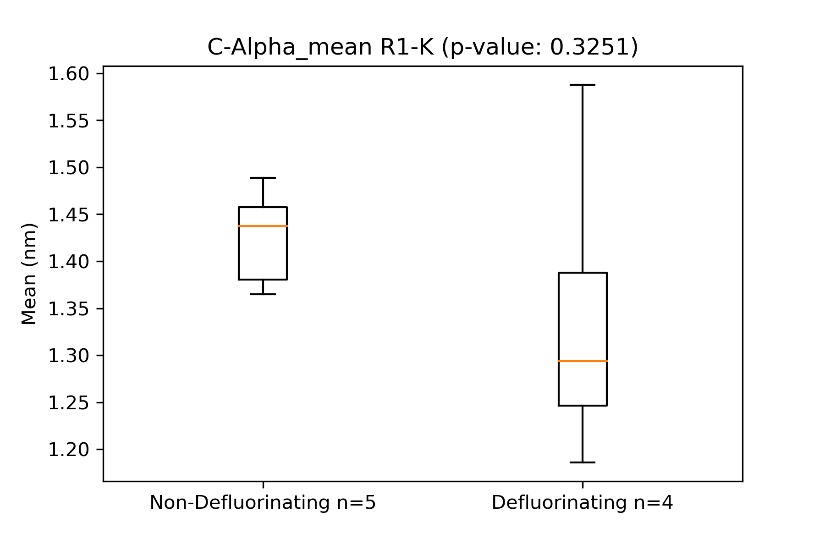 C-Alpha_mean R1-K (p-value: 0.3251)
Mean (nm)
1.60
1.55
1.50
1.45
1.40
1.35
1.30
1.25
1.20
Non-Defluorinating n=5
Defluorinating n=4